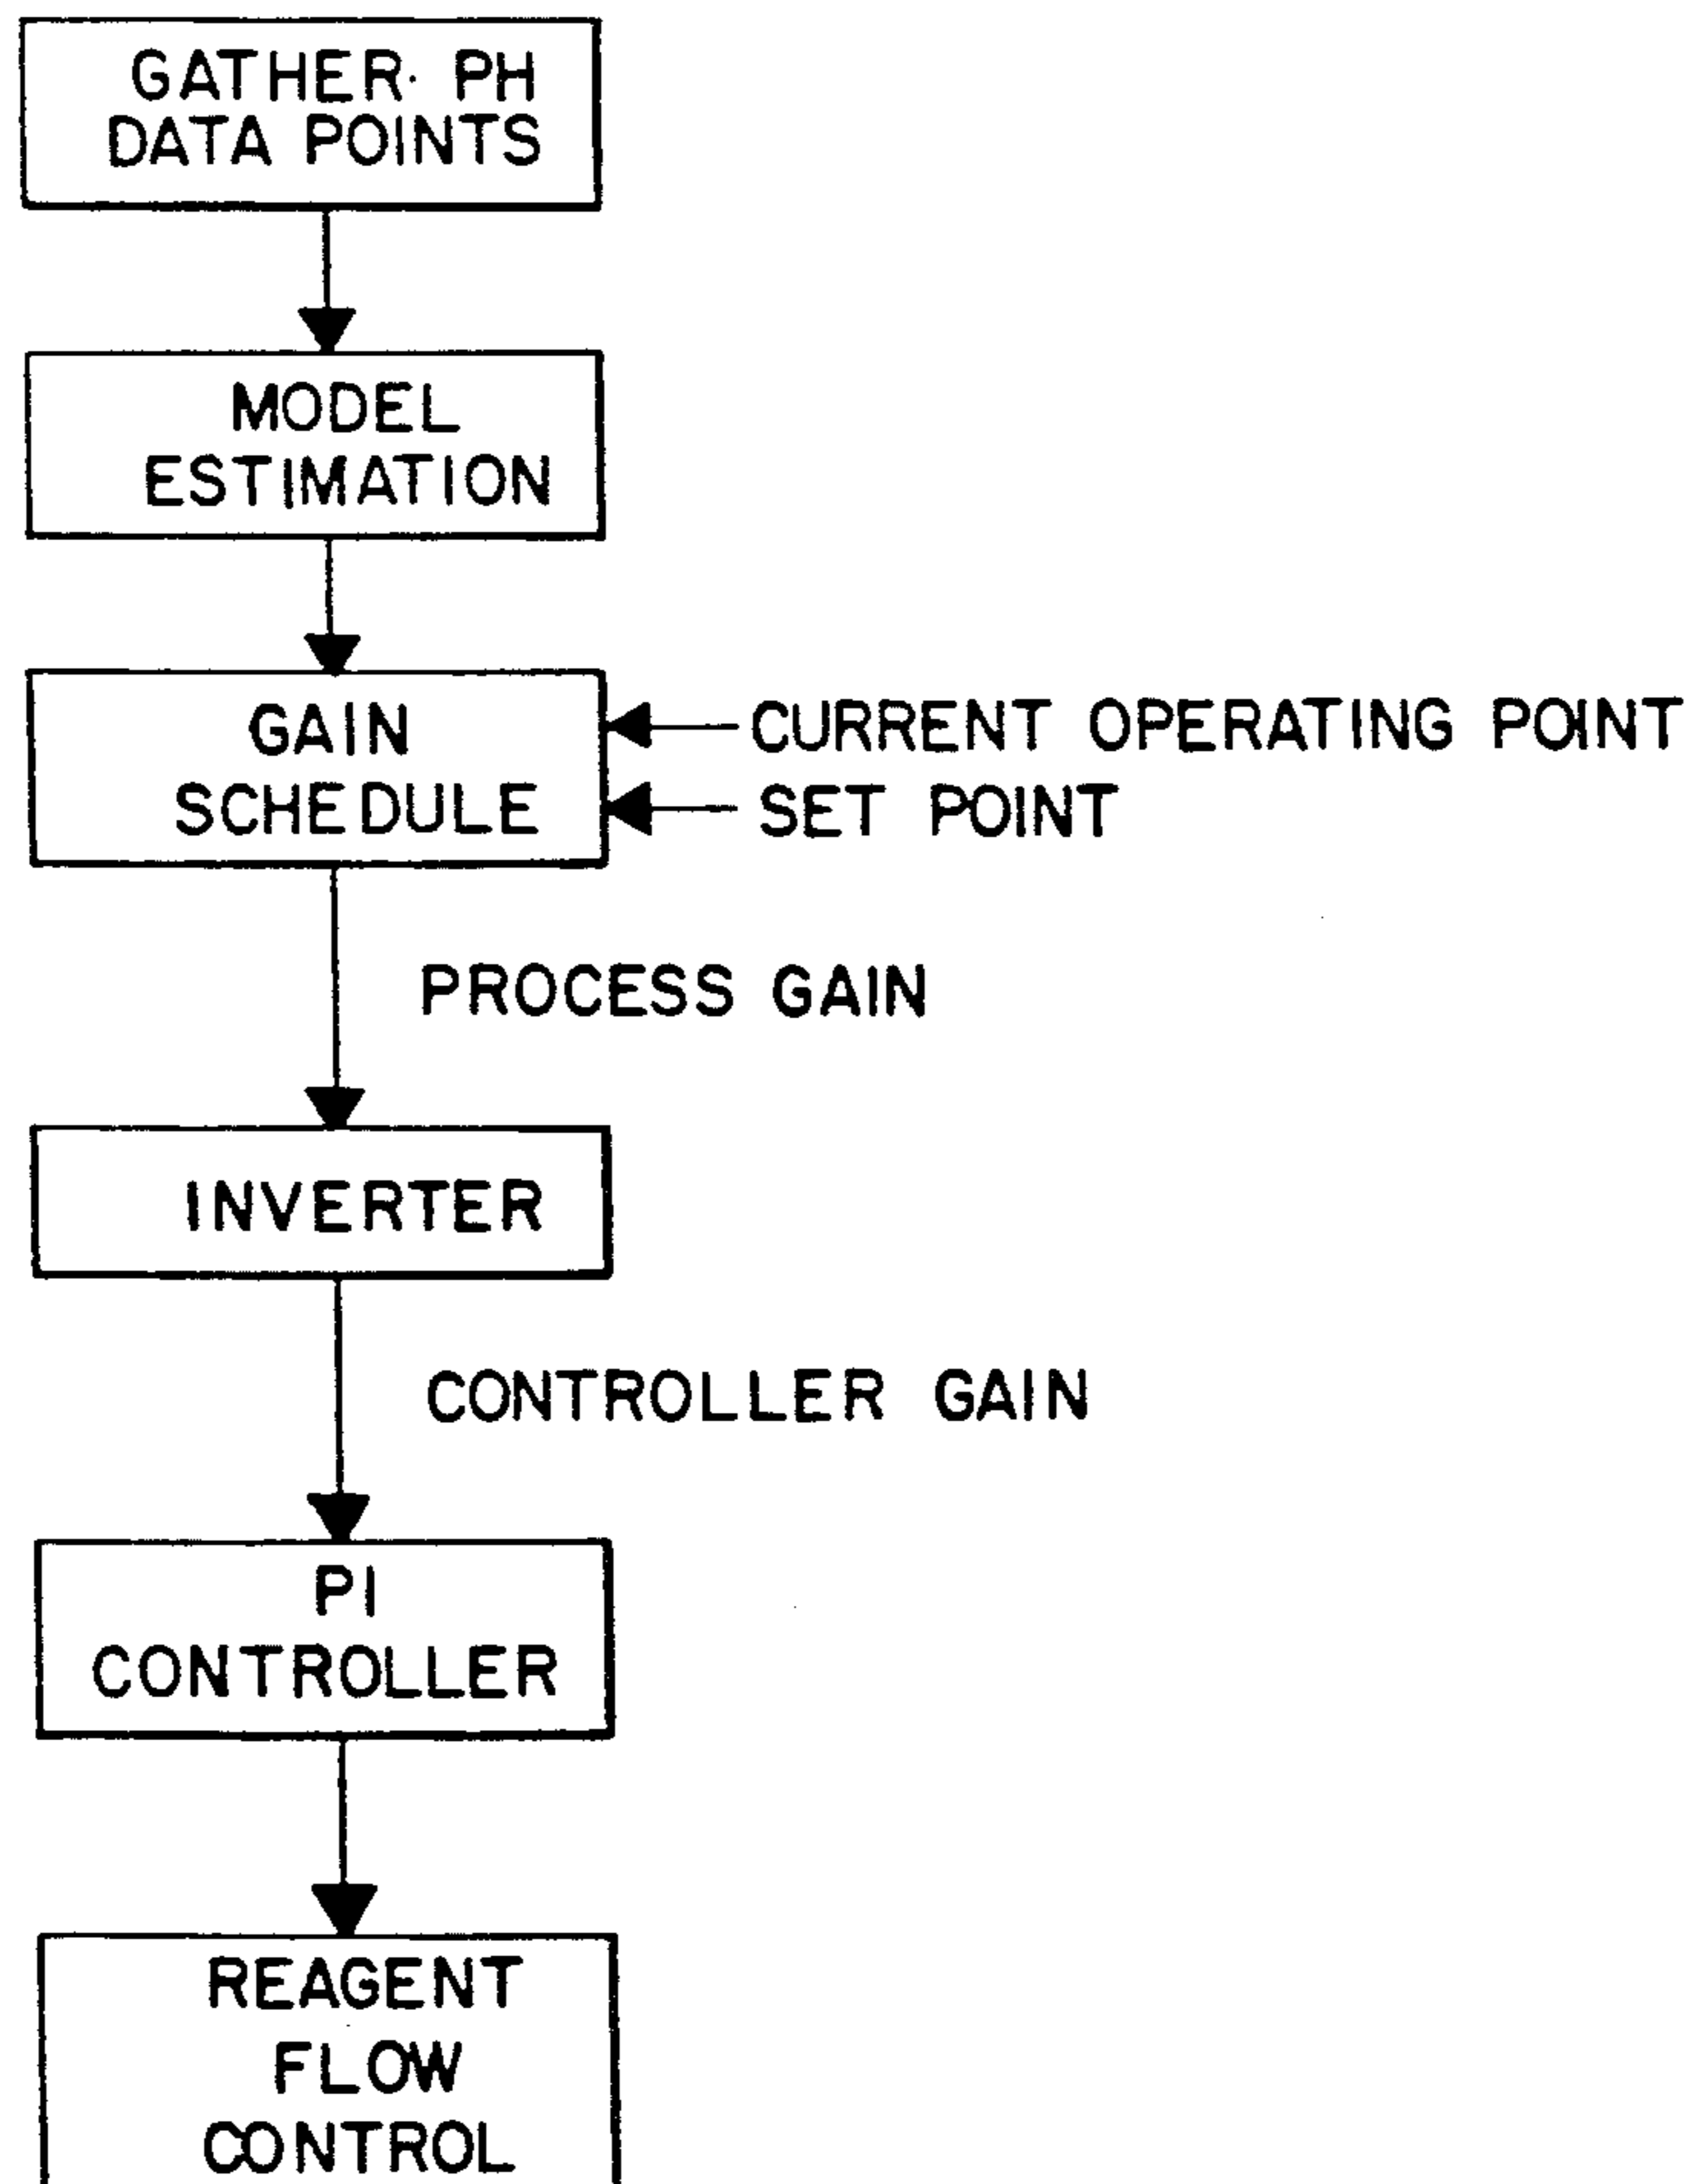 GATHER PH
DATA POINTS
MODEL
ESTIMATION
GAIN
SCHEDULE
CURRENT OPERATING POINT
SET POINT
PROCESS GAIN
INVERTER
CONTROLLER GAIN
PI
CONTROLLER
REAGENT
FLOW
CONTROL